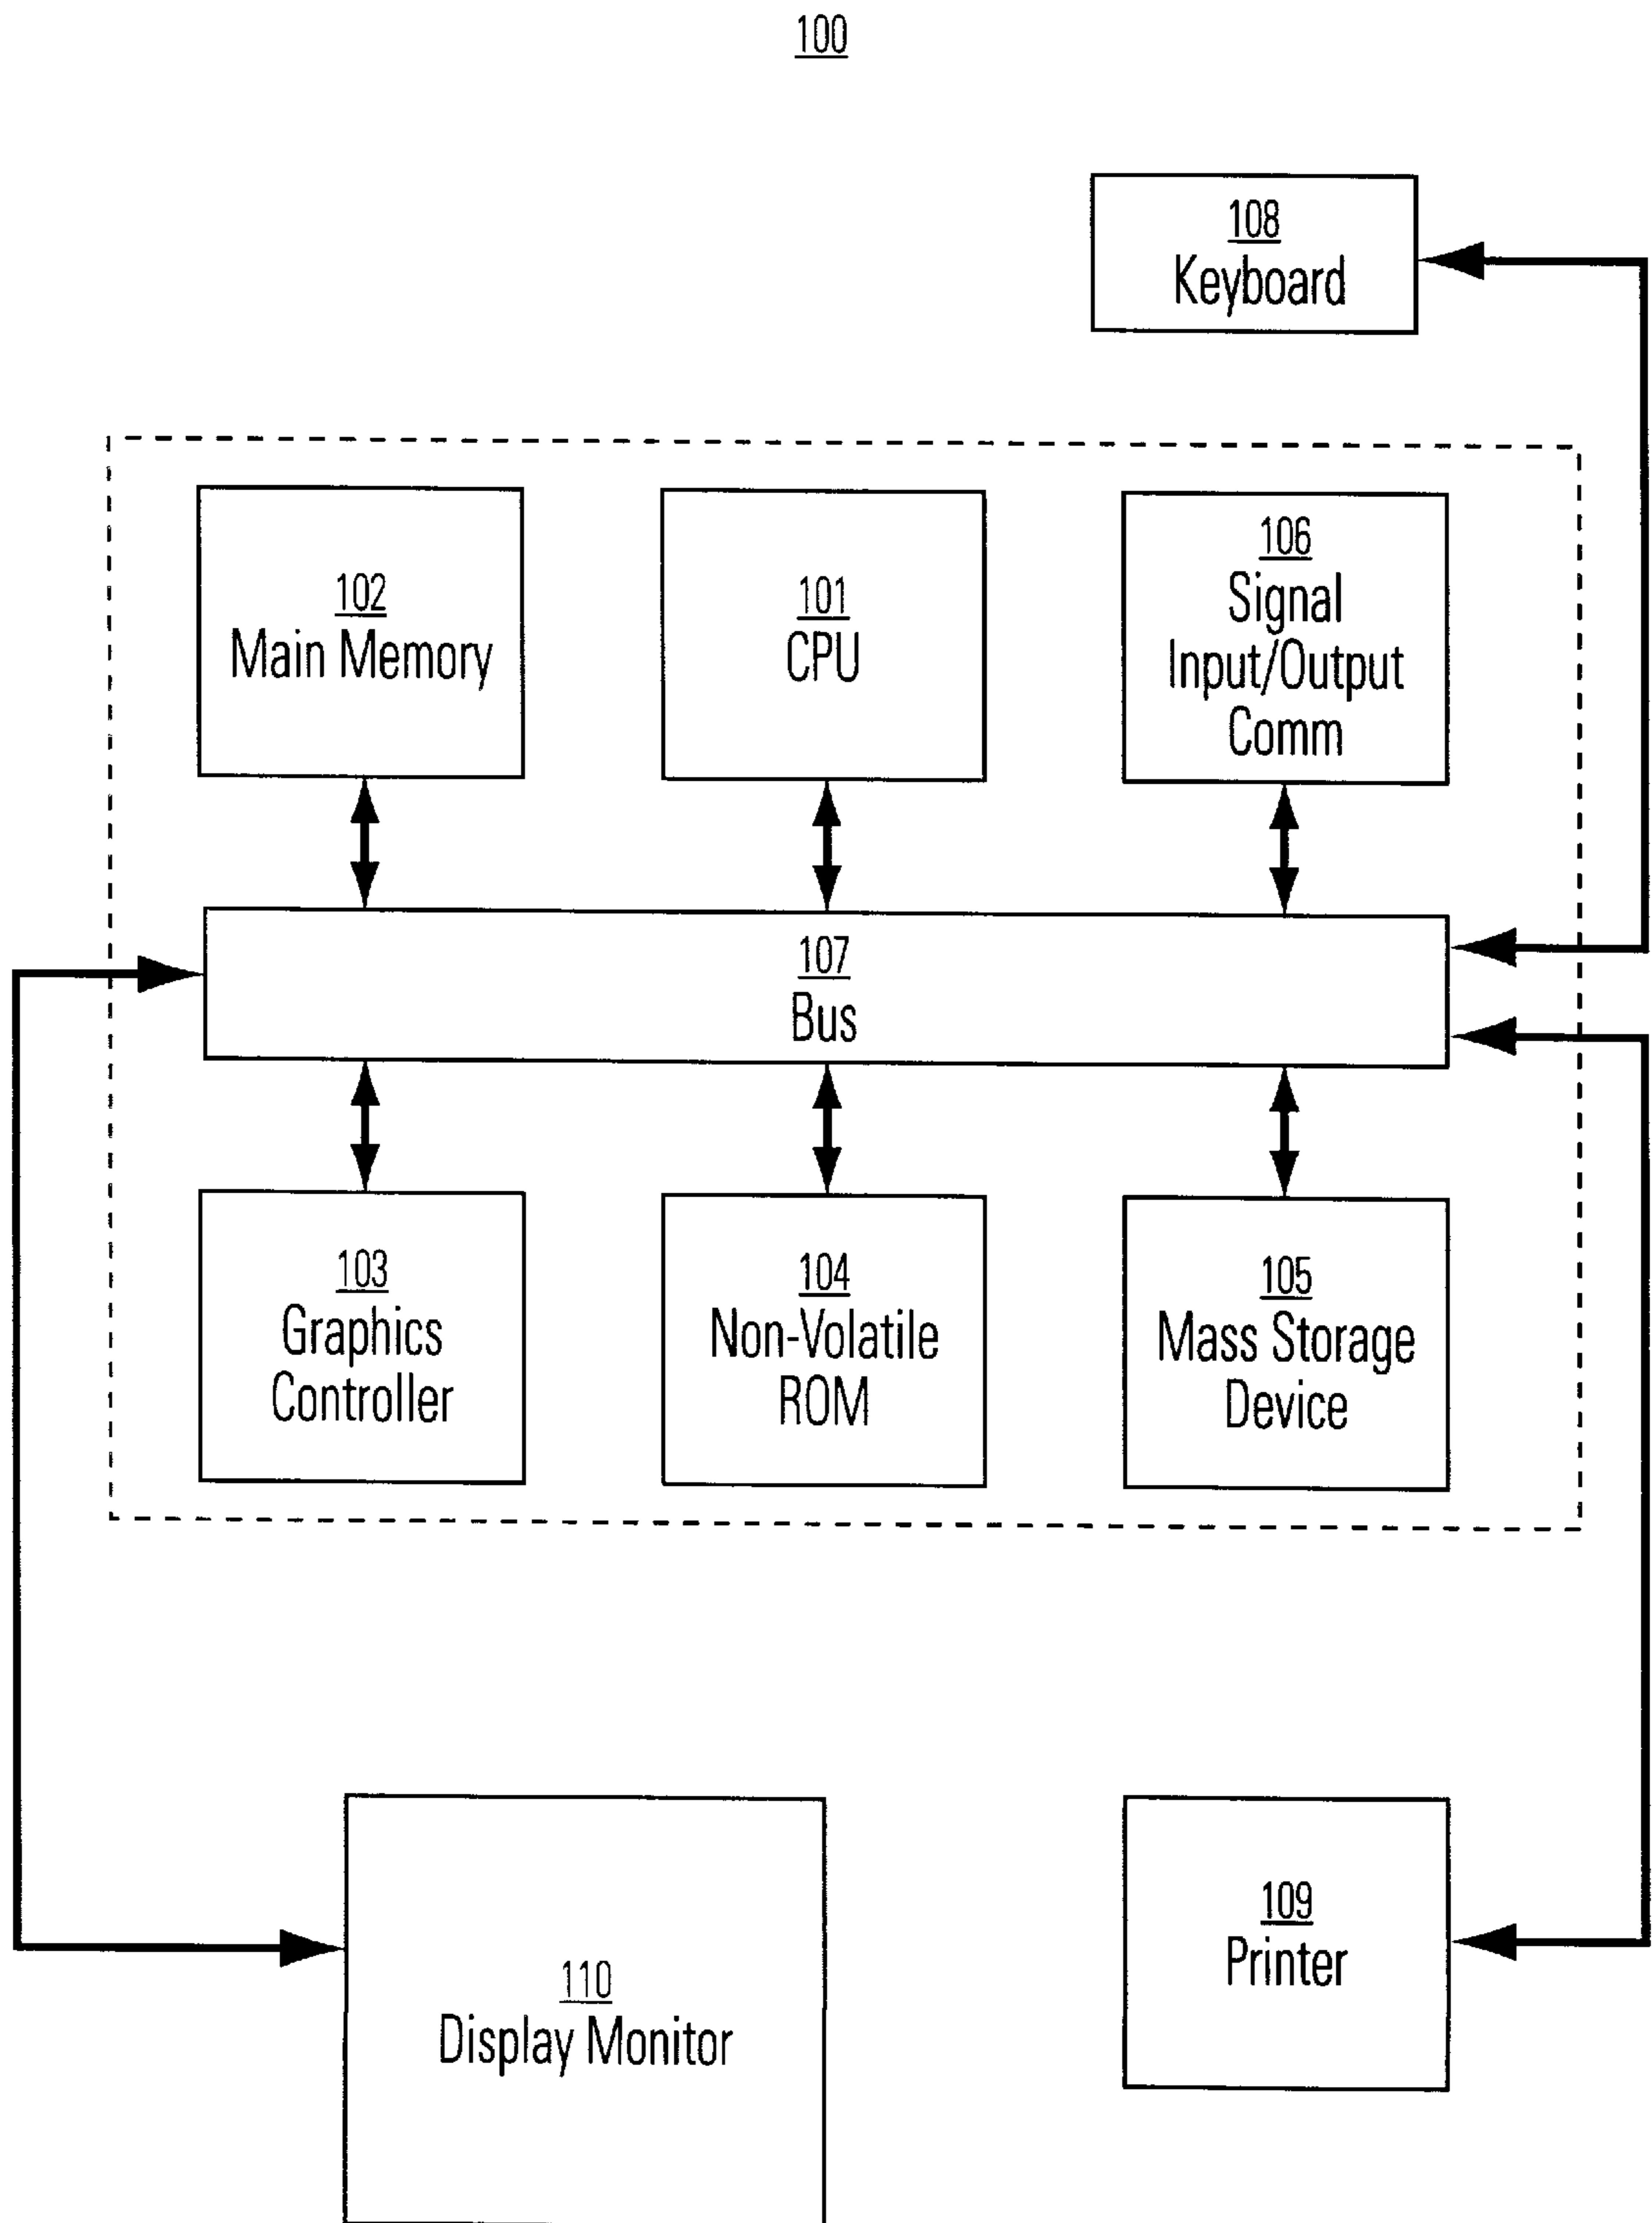 100
108
Keyboard
102
Main Memory
101
CPU
106
Signal
Input/Output
Comm
107
Bus
103
Graphics
Controller
104
Non-Volatile
ROM
105
Mass Storage
Device
110
Display Monitor
109
Printer